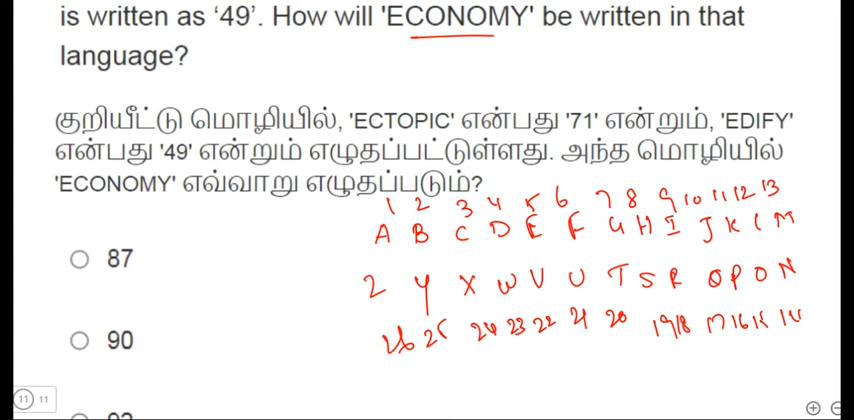 is written as '49'. How will 'ECONOMY' be written in that
language?
குறியீட்டு மொழியில், 'ECTOPIC' என்பது '71' என்றும், 'EDIFY'
என்பது '49' என்றும் எழுதப்பட்டுள்ளது. அந்த மொழியில்
'ECONOMY' எவ்வாறு எழுதப்படும்?
1 2 3 4 5 6 7 8 9 10 11 12 13
A B C D E F G H I J K L M
87
Z Y X W V U T S R Q P O N
26 25 24 23 22 21 20 19 18 17 16 15 14
90
11 11